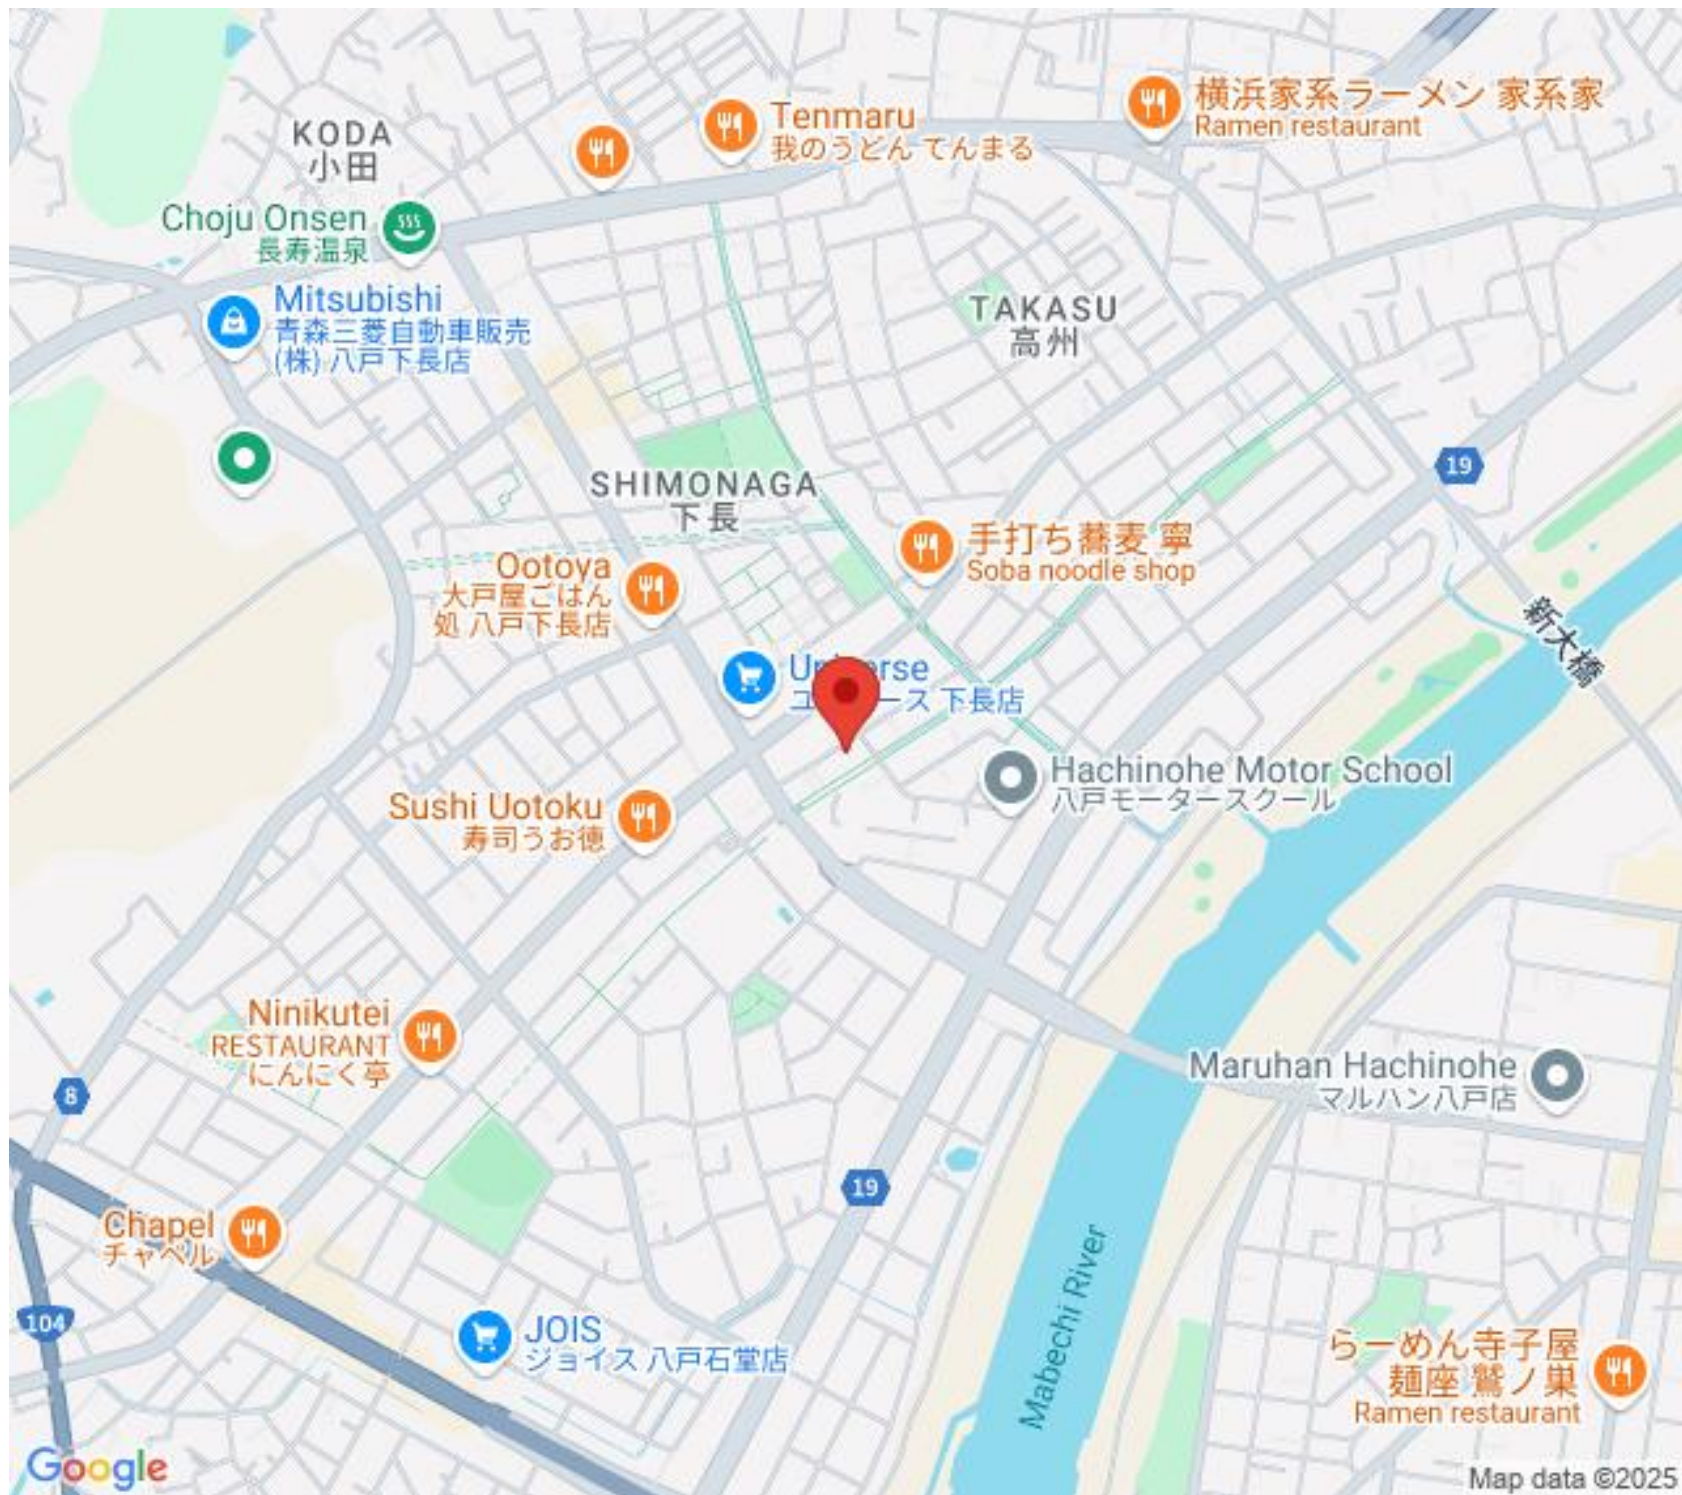 横浜家系ラーメン 家系家
Ramen restaurant
Tenmaru
我のうどん てんまる
KODA
小田
Choju Onsen
長寿温泉
Mitsubishi
青森三菱自動車販売
(株) 八戸下長店
TAKASU
高州
19
SHIMONAGA
下長
手打ち蕎麦 寧
Soba noodle shop
Ootoya
大戸屋ごはん
処 八戸下長店
新大橋
ース 下長店
Hachinohe Motor School
八戸モータースクール
Sushi Uotoku
寿司うお徳
Ninikutei
RESTAURANT
にんにく亭
Maruhan Hachinohe
マルハン八戸店
8
19
Chapel
チャペル
104
JOIS
ジョイス 八戸石堂店
Mabechi River
らーめん寺子屋
麺座 鷲ノ巣
Ramen restaurant
Google
Map data ©2025